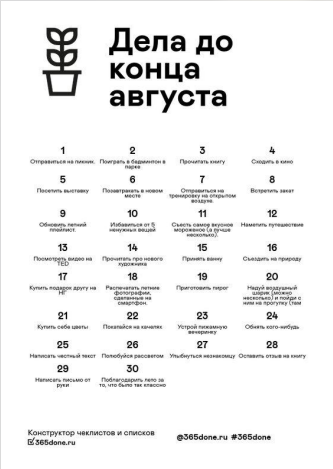 Дела до
конца
августа
1
Отправиться на пикник.
2
Поиграть в бадминтон в
парке
3
Прочитать книгу
4
Сходить в кино
5
Посетить выставку
6
Позавтракать в новом
месте
7
Отправиться на
тренировку на открытом
воздухе.
8
Встретить закат
9
Обновить летний
плейлист.
10
Избавиться от 5
ненужных вещей
11
Съесть самое вкусное
мороженое (а лучше
несколько).
12
Наметить путешествие
13
Посмотреть видео на
TED
14
Прочитать про нового
художника
15
Принять ванну
16
Съездить на природу
17
Купить подарок другу на
НГ
18
Распечатать летние
фотографии,
сделанные на
смартфон.
19
Приготовить пирог
20
Надуй воздушный
шарик (можно
несколько) и пойди с
ним на прогулку (там
21
Купить себе цветы
22
Покатайся на качелях
23
Устрой пижамную
вечеринку
24
Обнять кого-нибудь
25
Написать честный текст
26
Полюбуйся рассветом
27
Улыбнуться незнакомцу
28
Оставить отзыв на книгу
29
Написать письмо от
руки
30
Поблагодарить лето за
то, что было так классно
Конструктор чеклистов и списков
365done.ru
@365done.ru #365done